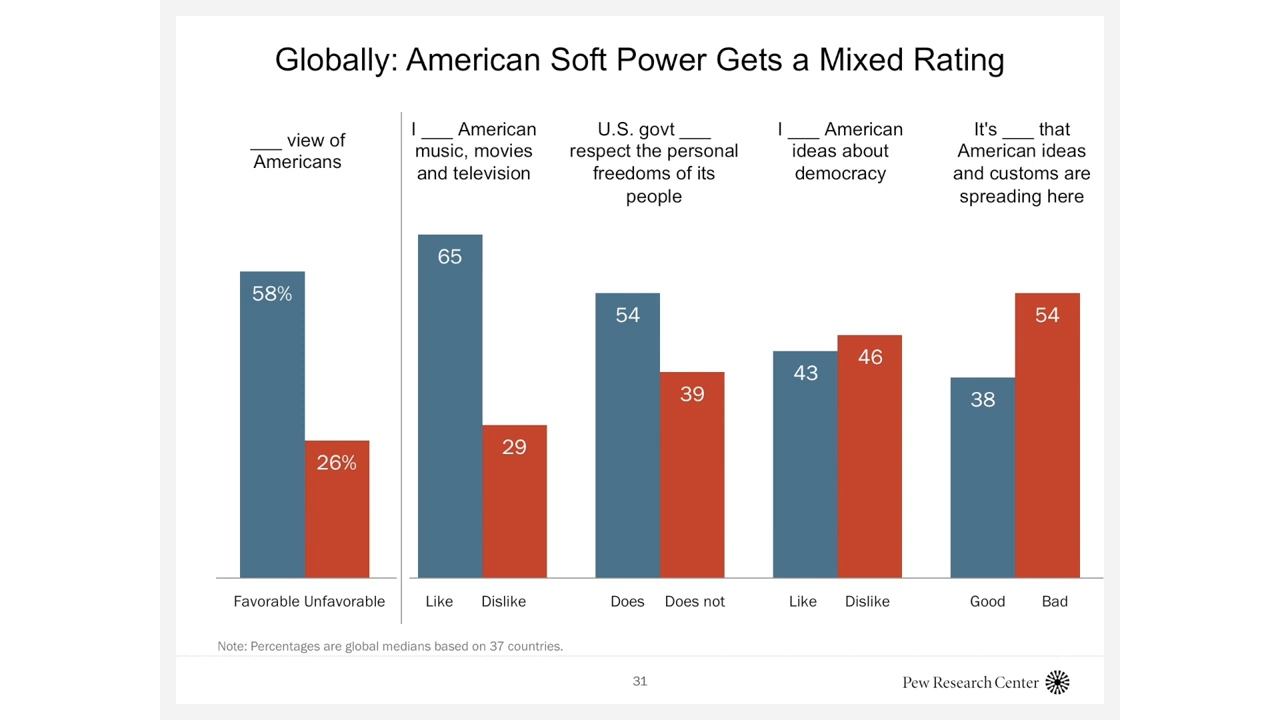 Globally: American Soft Power Gets a Mixed Rating
___ view of
Americans
I ___ American
music, movies
and television
U.S. govt ___
respect the personal
freedoms of its
people
I ___ American
ideas about
democracy
It's ___ that
American ideas
and customs are
spreading here
58%
26%
65
29
54
39
43
46
38
54
Favorable Unfavorable
Like Dislike
Does Does not
Like Dislike
Good Bad
Note: Percentages are global medians based on 37 countries.
31
Pew Research Center